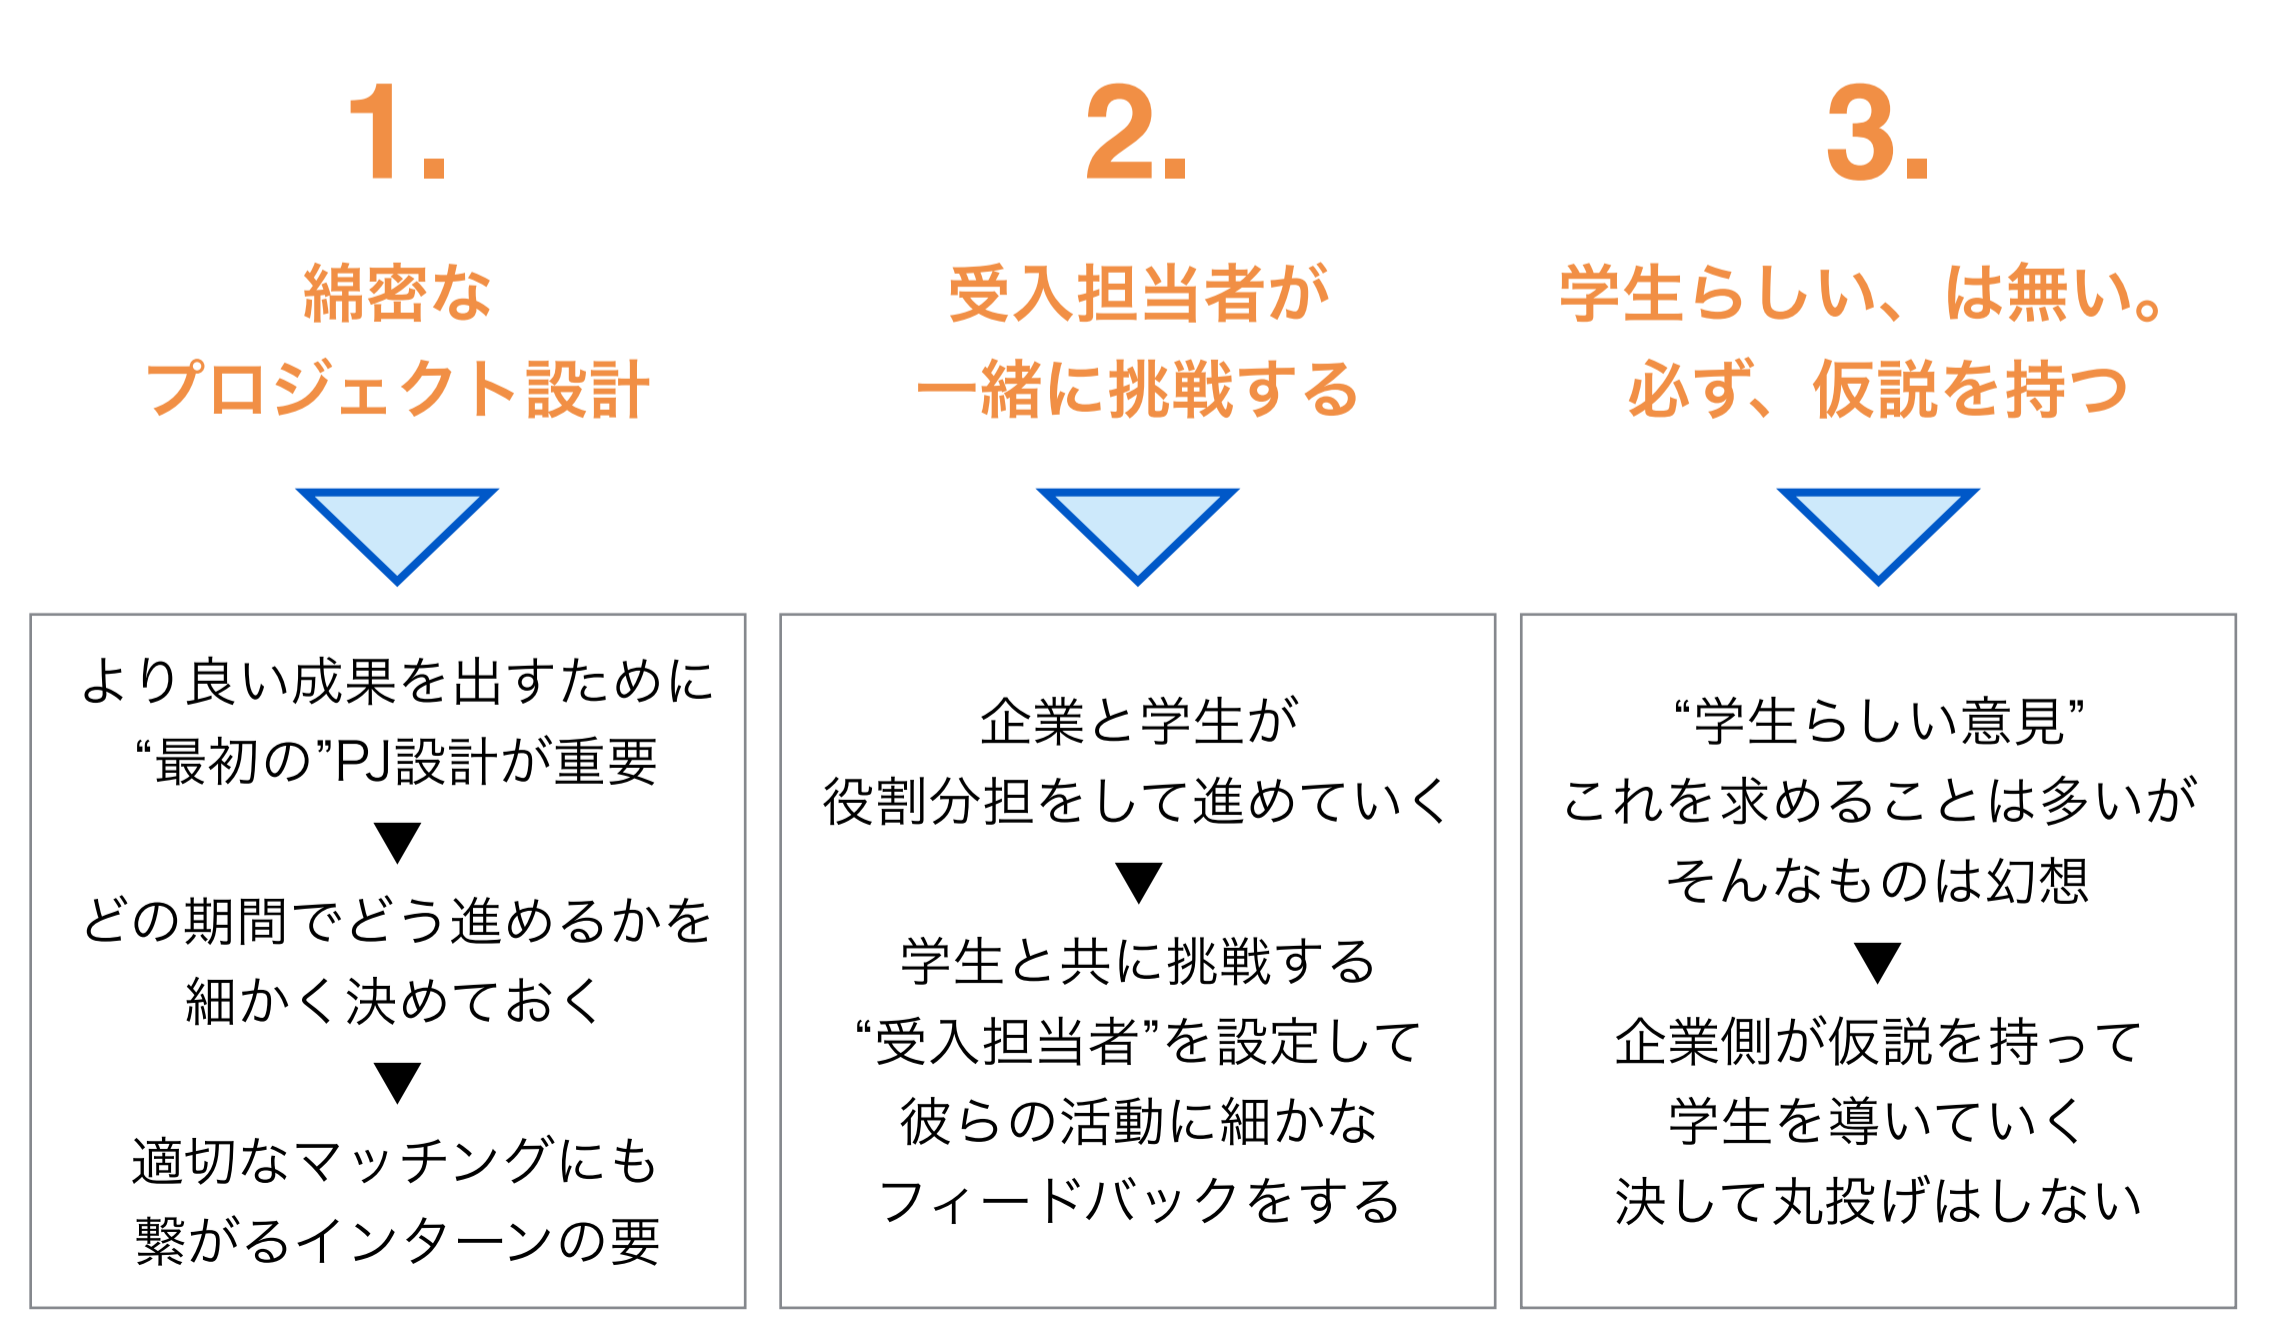 1.
綿密な
プロジェクト設計
より良い成果を出すために
“最初の”PJ設計が重要
▼
どの期間でどう進めるかを
細かく決めておく
▼
適切なマッチングにも
繋がるインターンの要
2.
受入担当者が
一緒に挑戦する
企業と学生が
役割分担をして進めていく
▼
学生と共に挑戦する
“受入担当者”を設定して
彼らの活動に細かな
フィードバックをする
3.
学生らしい、は無い。
必ず、仮説を持つ
“学生らしい意見”
これを求めることは多いが
そんなものは幻想
▼
企業側が仮説を持って
学生を導いていく
決して丸投げはしない